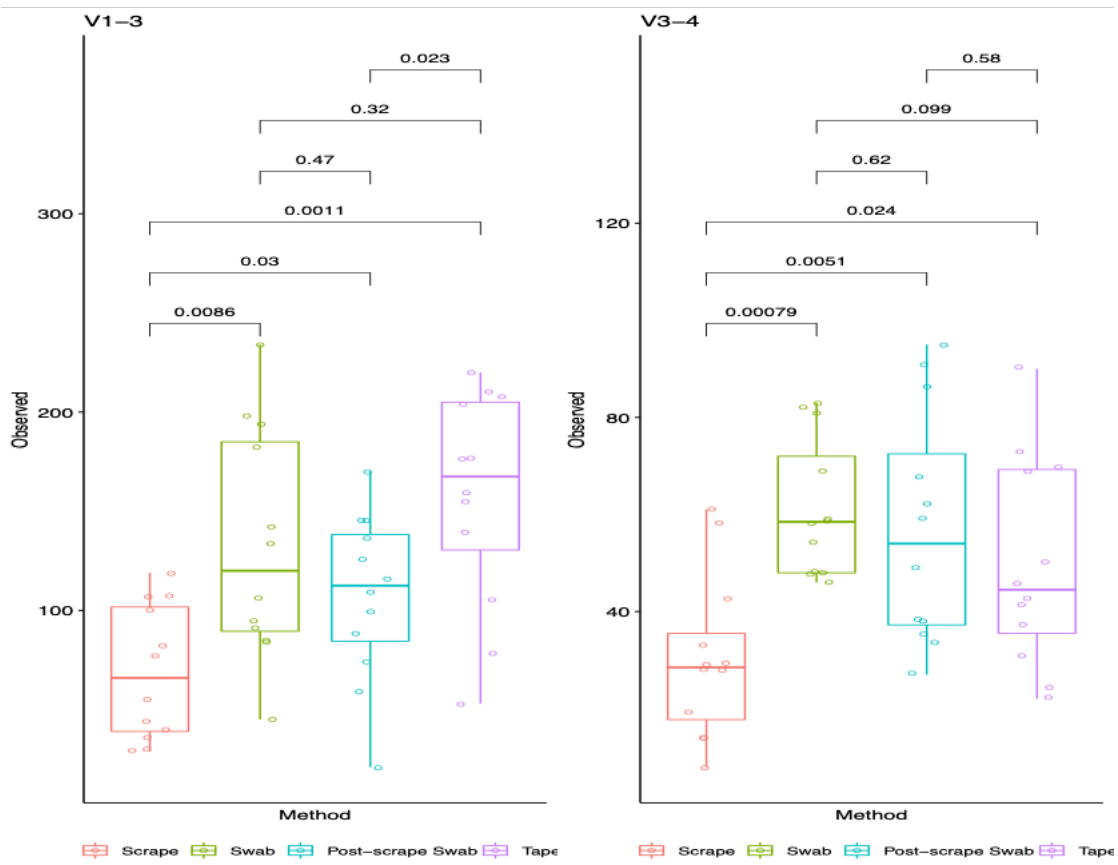 V1-3
0.023
0.32
0.47
0.0011
0.03
0.0086
300
200
100
Observed
Method
Scrape Swab Post-scrape Swab Tape
V3-4
0.58
0.099
0.62
0.024
0.0051
0.00079
120
80
40
Observed
Method
Scrape Swab Post-scrape Swab Tape